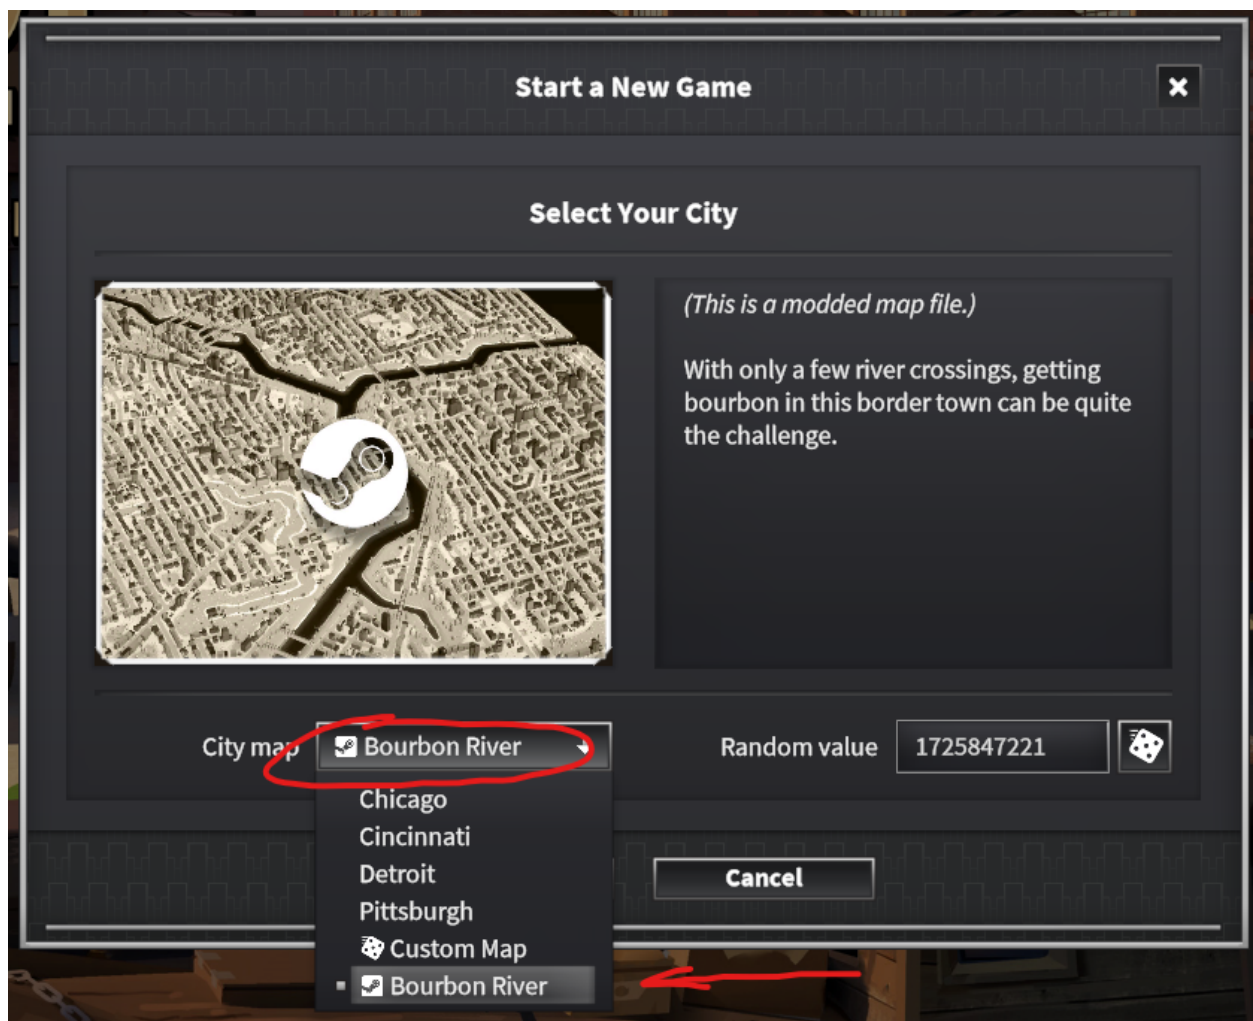 Start a New Game
Select Your City
(This is a modded map file.)
With only a few river crossings, getting
bourbon in this border town can be quite
the challenge.
City map
Bourbon River
Random value
1725847221
Chicago
Cincinnati
Detroit
Pittsburgh
Custom Map
Bourbon River
Cancel